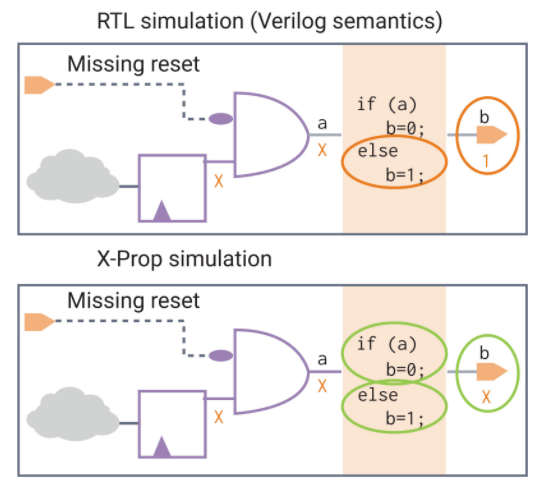 RTL simulation (Verilog semantics)
Missing reset
a
X
X
if (a)
b=0;
else
b=1;
b
1
X-Prop simulation
Missing reset
a
X
X
if (a)
b=0;
else
b=1;
b
X